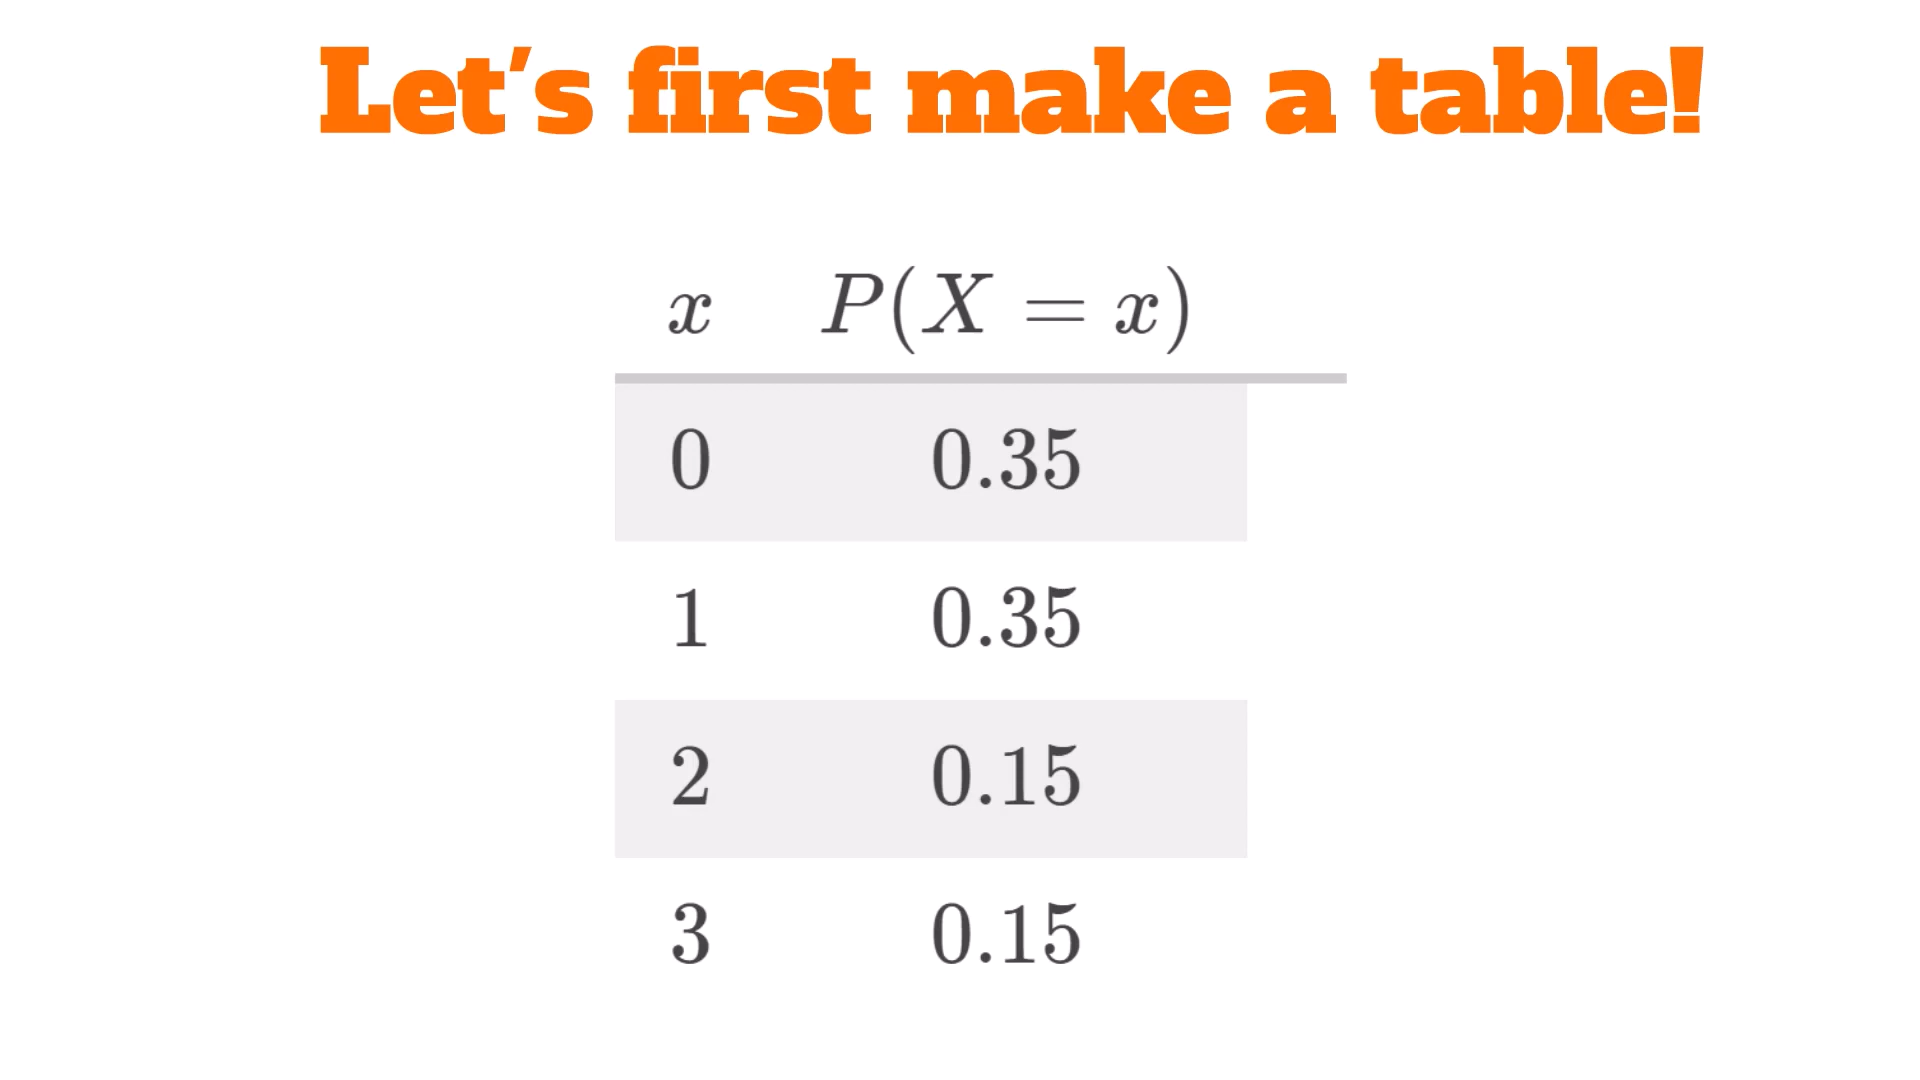 Let's first make a table!
x P(X = x)
0 0.35
1 0.35
2 0.15
3 0.15